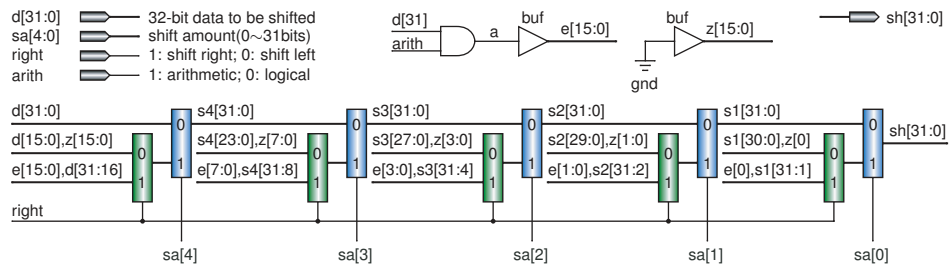 d[31:0] 32-bit data to be shifted
sa[4:0] shift amount(0~31bits)
right 1: shift right; 0: shift left
arith 1: arithmetic; 0: logical
d[31]
arith
a
buf
e[15:0]
buf
z[15:0]
gnd
sh[31:0]
d[31:0] s4[31:0] s3[31:0] s2[31:0] s1[31:0]
0 0 0 0 0
d[15:0],z[15:0] s4[23:0],z[7:0] s3[27:0],z[3:0] s2[29:0],z[1:0] s1[30:0],z[0] sh[31:0]
0 0 0 0 0
1 1 1 1 1
e[15:0],d[31:16] e[7:0],s4[31:8] e[3:0],s3[31:4] e[1:0],s2[31:2] e[0],s1[31:1]
1 1 1 1 1
right
sa[4] sa[3] sa[2] sa[1] sa[0]